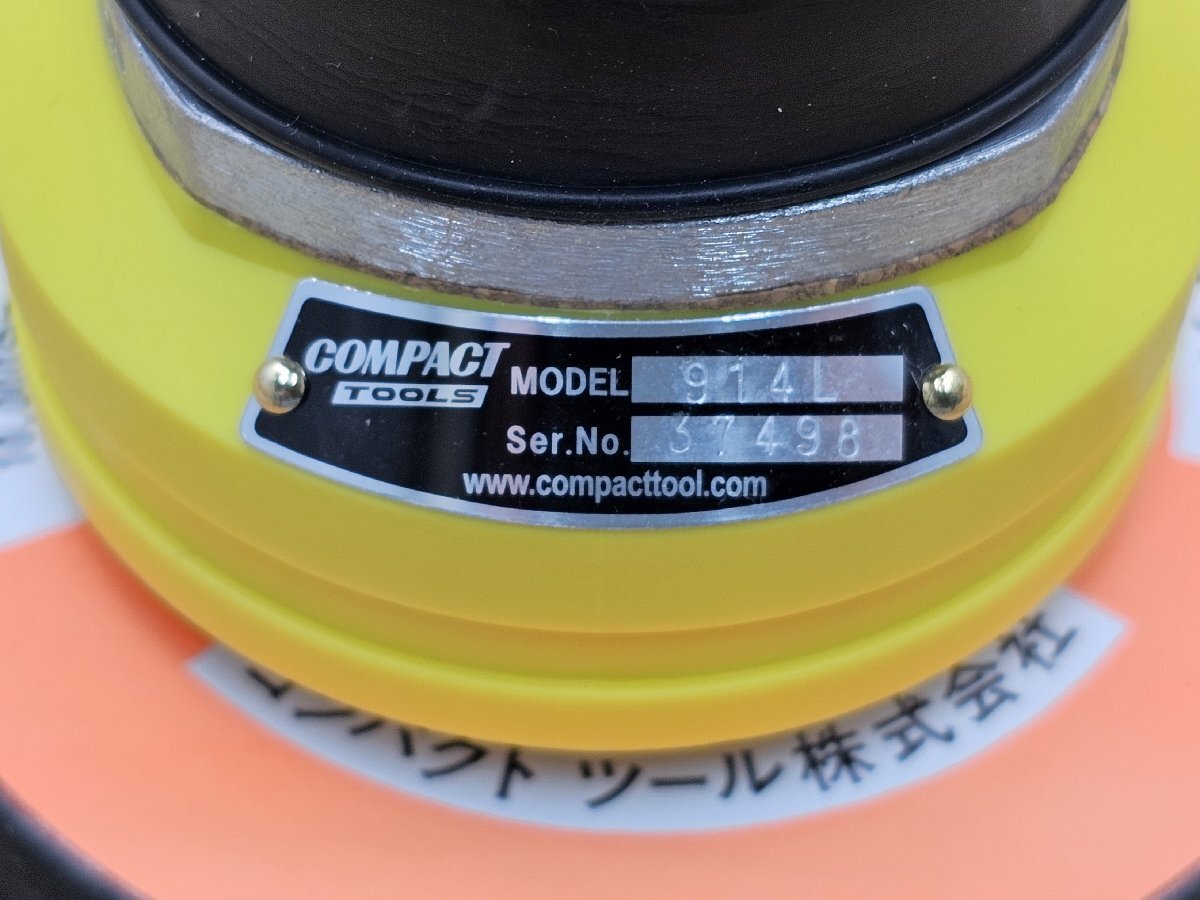 COMPACT
TOOLS
MODEL 914L
Ser.No. 37498
www.compacttool.com
コンパクト ツール株式会社